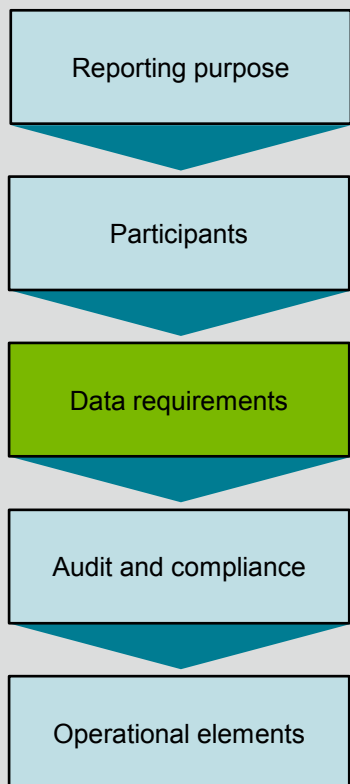 Reporting purpose
Participants
Data requirements
Audit and compliance
Operational elements